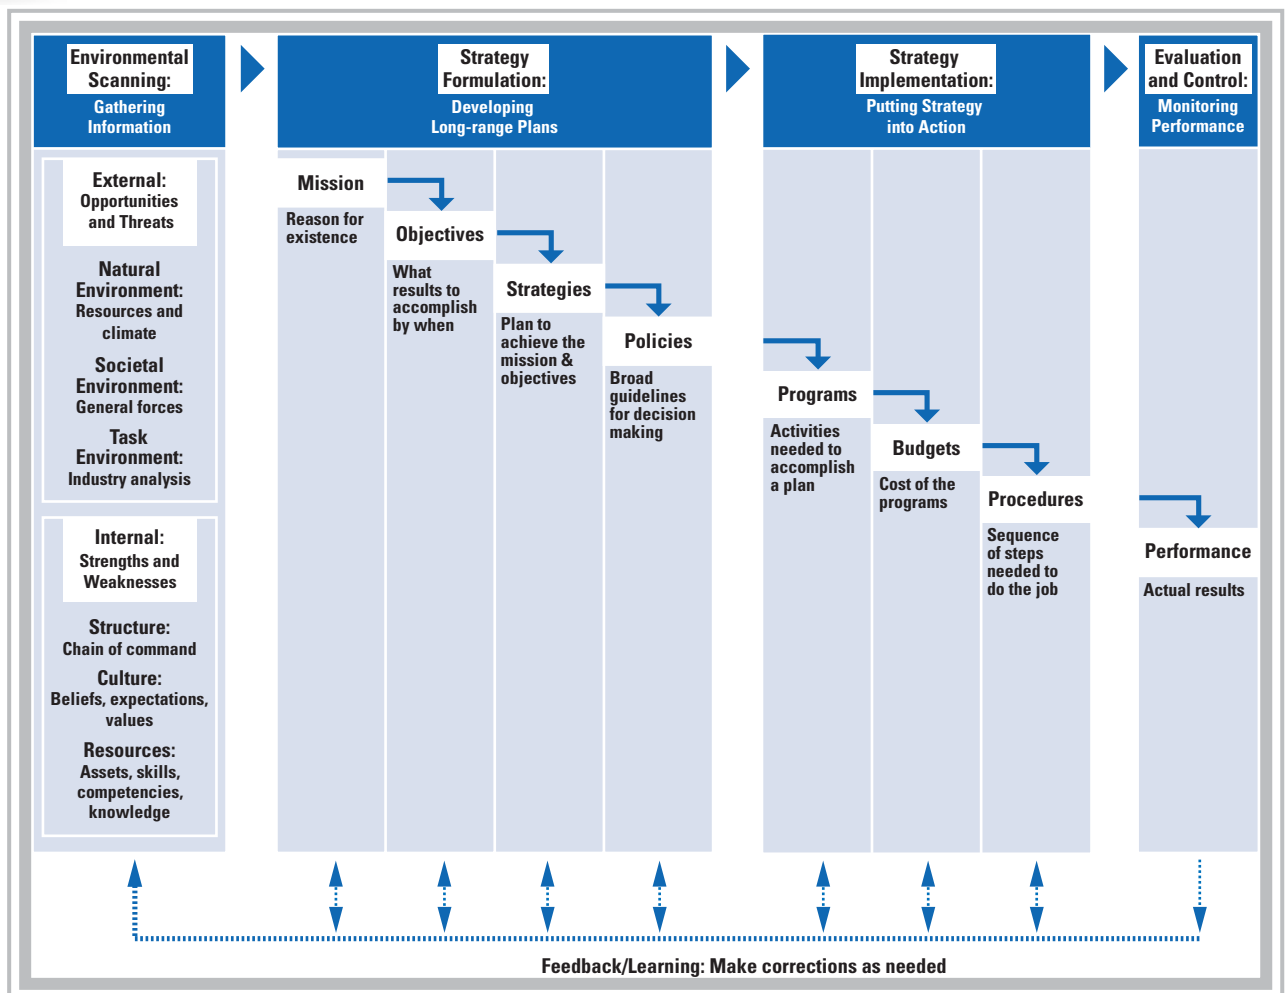 Environmental
Scanning:
Gathering
Information
Strategy
Formulation:
Developing
Long-range Plans
Strategy
Implementation:
Putting Strategy
into Action
Evaluation
and Control:
Monitoring
Performance
External:
Opportunities
and Threats
Natural
Environment:
Resources and
climate
Societal
Environment:
General forces
Task
Environment:
Industry analysis
Internal:
Strengths and
Weaknesses
Structure:
Chain of command
Culture:
Beliefs, expectations,
values
Resources:
Assets, skills,
competencies,
knowledge
Mission
Reason for
existence
Objectives
What
results to
accomplish
by when
Strategies
Plan to
achieve the
mission &
objectives
Policies
Broad
guidelines
for decision
making
Programs
Activities
needed to
accomplish
a plan
Budgets
Cost of the
programs
Procedures
Sequence
of steps
needed to
do the job
Performance
Actual results
Feedback/Learning: Make corrections as needed